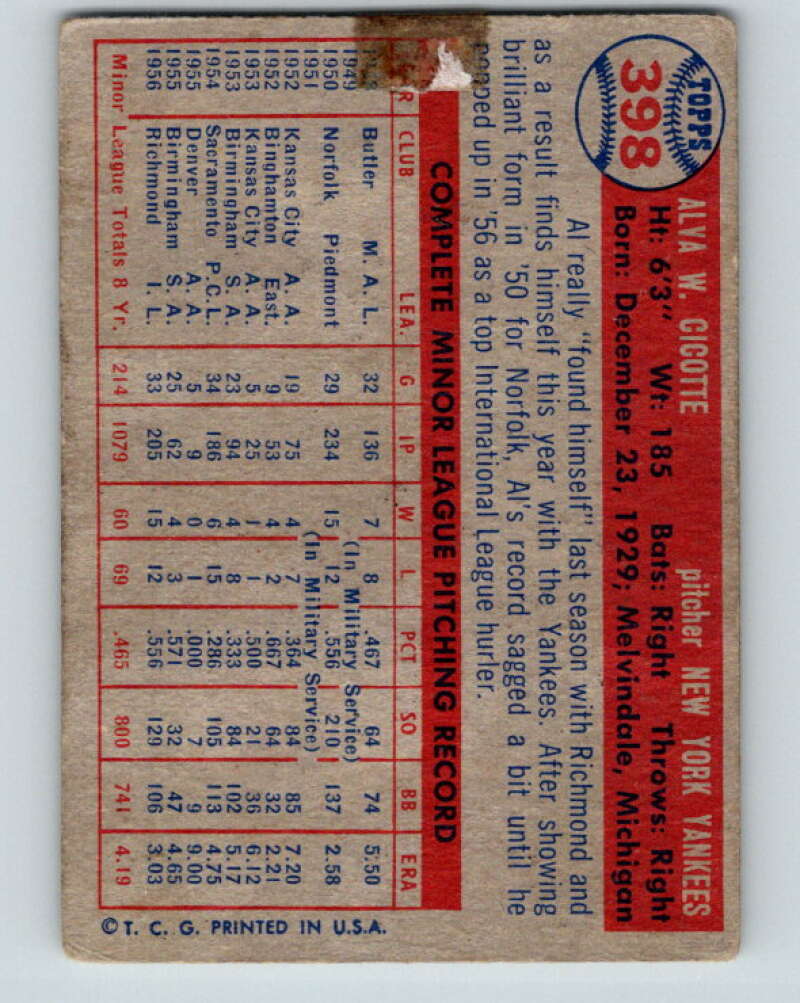 TOPPS
398
ALVA W. CICOTTE pitcher NEW YORK YANKEES
Ht: 6'3" Wt: 185 Bats: Right Throws: Right
Born: December 23, 1929; Melvindale, Michigan
Al really "found himself" last season with Richmond and
as a result finds himself this year with the Yankees. After showing
brilliant form in '50 for Norfolk, Al's record sagged a bit until he
popped up in '56 as a top International League hurler.
COMPLETE MINOR LEAGUE PITCHING RECORD
CLUB LEA. G IP W L PCT SO BB ERA
Butler M. A. L. 32 136 7 8 .467 64 74 5.50
1949 (In Military Service)
1950 Norfolk Piedmont 29 234 15 12 .556 210 137 2.58
1951 (In Military Service)
1952 Kansas City A. A. 19 75 4 7 .364 84 85 7.20
1952 Binghamton East. 9 53 4 2 .667 64 32 2.21
1953 Kansas City A. A. 5 25 1 1 .500 21 36 6.12
1953 Birmingham S. A. 23 94 4 8 .333 84 102 5.17
1954 Sacramento P.C.L. 34 186 6 15 .286 105 113 4.75
1955 Denver A. A. 5 9 0 1 .000 7 9 9.00
1955 Birmingham S. A. 25 62 4 3 .571 32 47 4.65
1956 Richmond I. L. 33 205 15 12 .556 129 106 3.03
Minor League Totals 8 Yr. 214 1079 60 69 .465 800 741 4.19
© T. C. G. PRINTED IN U.S.A.